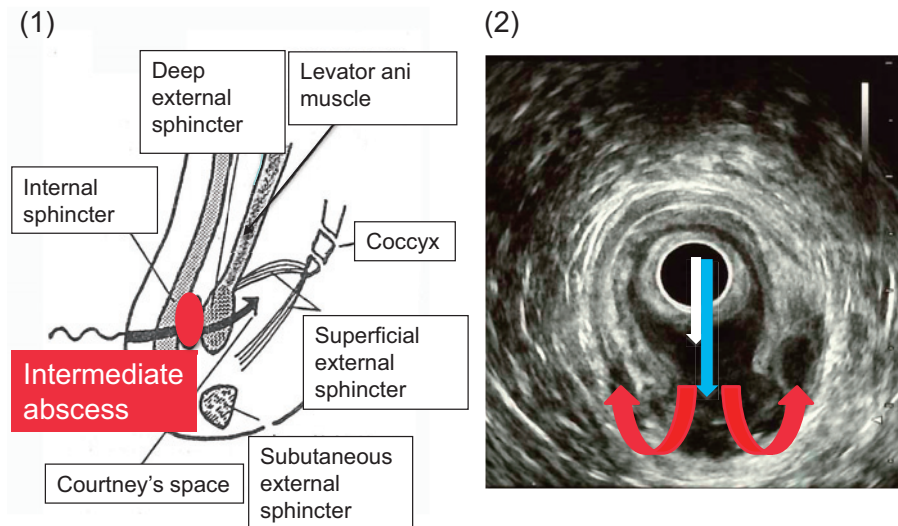 (1)
(2)
Deep
external
sphincter
Levator ani
muscle
Internal
sphincter
Coccyx
Intermediate
abscess
Superficial
external
sphincter
Courtney's space
Subutaneous
external
sphincter